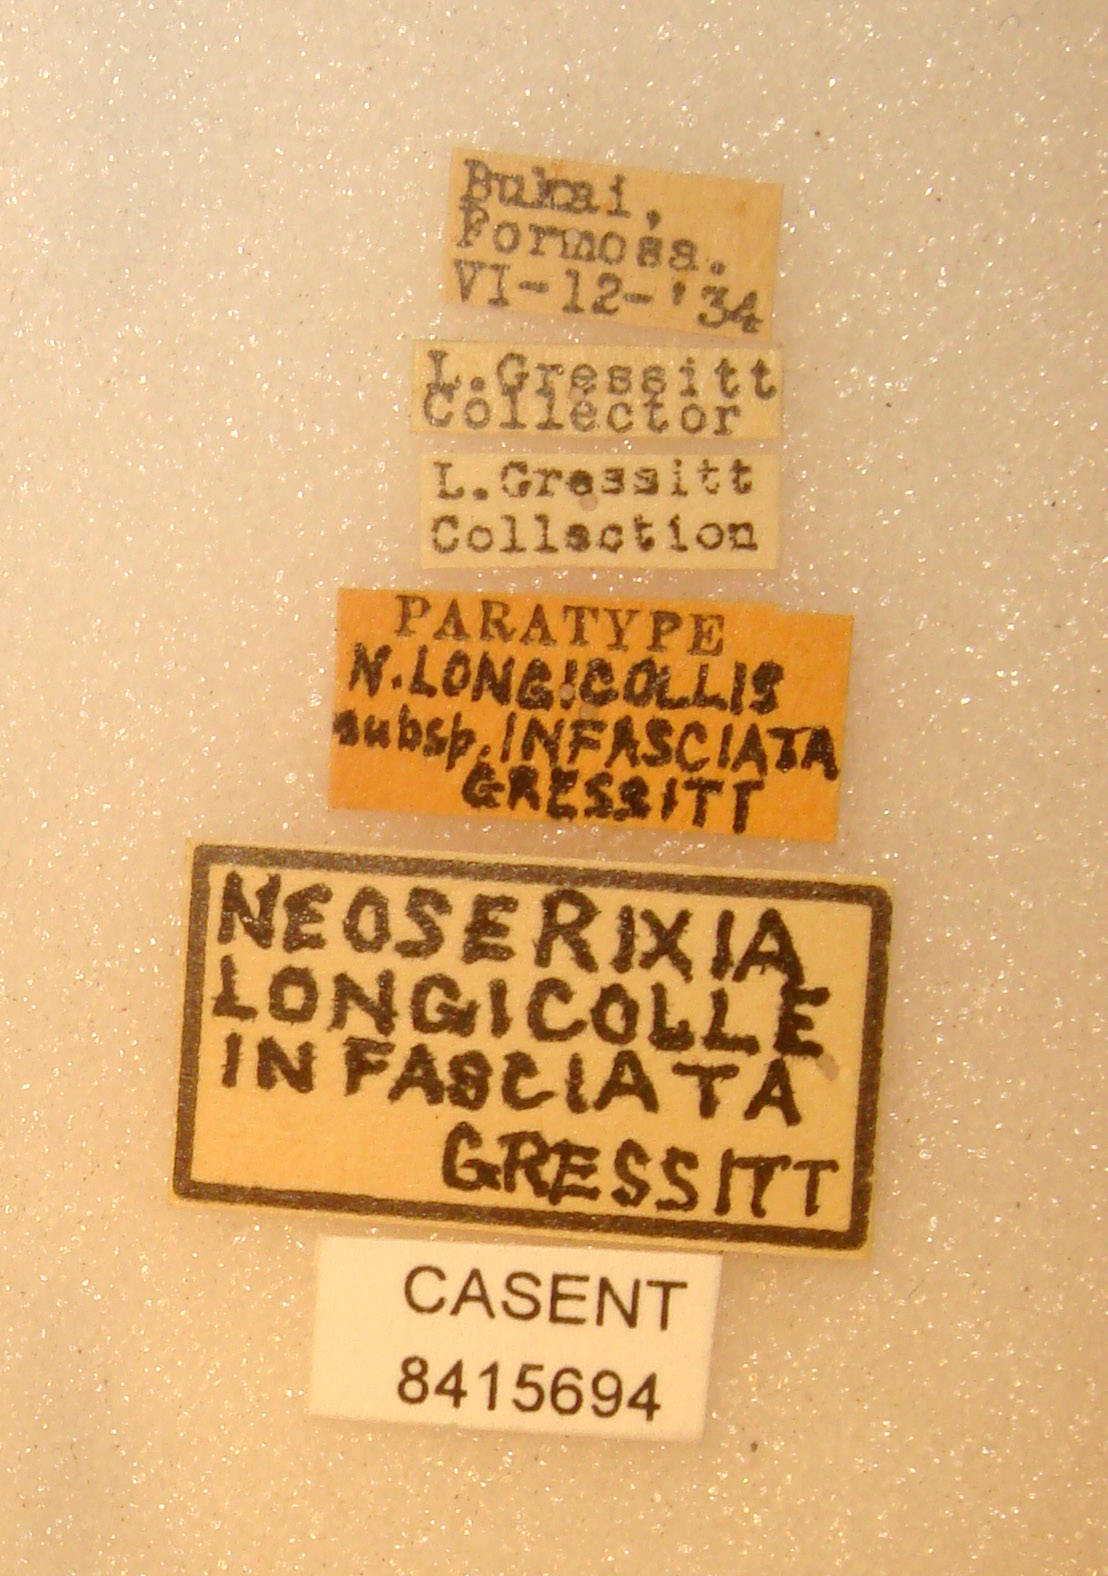 Bukai,
Formosa.
VI-12-'34
L.Gressitt
Collector
L.Gressitt
Collection
PARATYPE
N.LONGICOLLIS
subsp.INFASCIATA
GRESSITT
NEOSERIXIA
LONGICOLLE
INFASCIATA
GRESSITT
CASENT
8415694